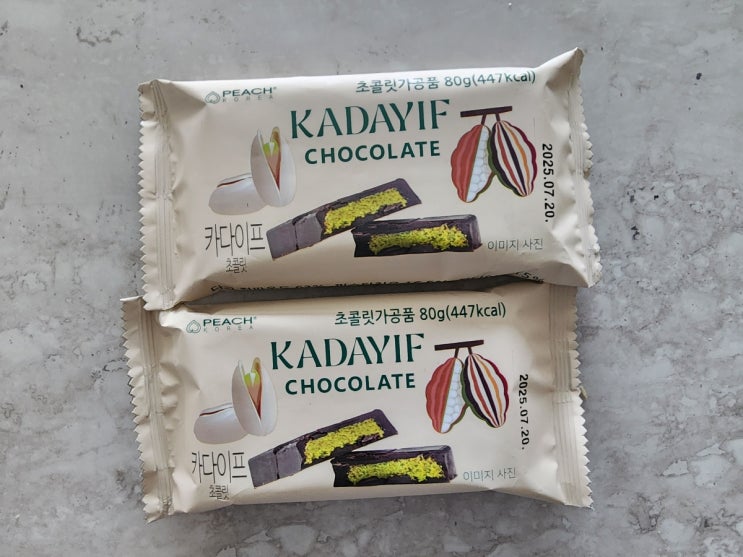 PEACH®
KOREA
초콜릿가공품 80g(447kcal)
KADAYIF
CHOCOLATE
2025.07.20.
카다이프
초콜릿
이미지 사진
PEACH®
KOREA
초콜릿가공품 80g(447kcal)
KADAYIF
CHOCOLATE
2025.07.20.
카다이프
초콜릿
이미지 사진